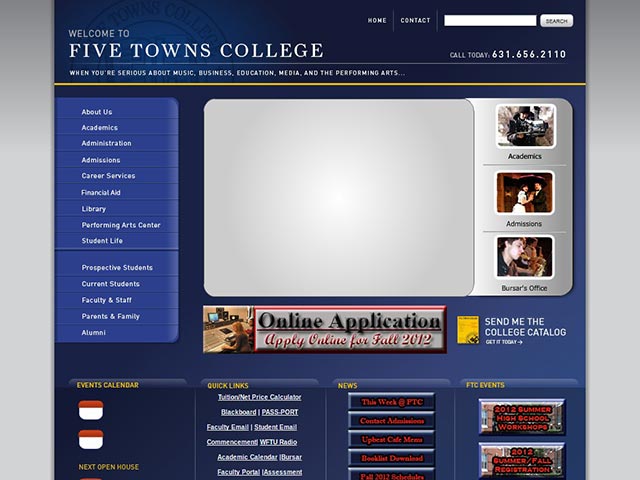 HOME
CONTACT
SEARCH
WELCOME TO
FIVE TOWNS COLLEGE
CALL TODAY: 631.656.2110
WHEN YOU'RE SERIOUS ABOUT MUSIC, BUSINESS, EDUCATION, MEDIA, AND THE PERFORMING ARTS...
About Us
Academics
Administration
Admissions
Career Services
Financial Aid
Library
Performing Arts Center
Student Life
Prospective Students
Current Students
Faculty & Staff
Parents & Family
Alumni
Academics
Admissions
Bursar's Office
Online Application
Apply Online for Fall 2012
SEND ME THE
COLLEGE CATALOG
GET IT TODAY
EVENTS CALENDAR
NEXT OPEN HOUSE
QUICK LINKS
Tuition/Net Price Calculator
Blackboard | PASS-PORT
Faculty Email | Student Email
Commencement| WFTU Radio
Academic Calendar |Bursar
Faculty Portal |Assessment
NEWS
This Week @ FTC
Contact Admissions
Upbeat Cafe Menu
Booklist Download
Fall 2012 Schedules
FTC EVENTS
2012 Summer
High School
Workshops
2012
Summer/Fall
Registration